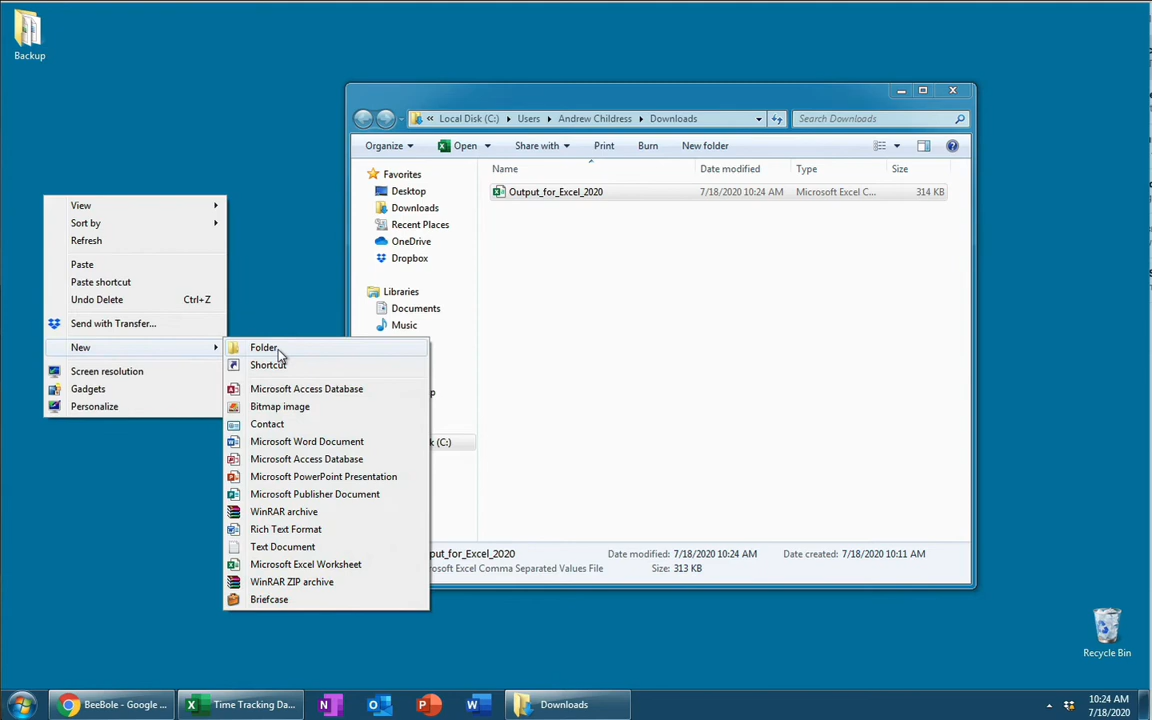 Backup
« Local Disk (C:) Users Andrew Childress Downloads
Search Downloads
Organize Open Share with Print Burn New folder
Name Date modified Type Size
Output_for_Excel_2020 7/18/2020 10:24 AM Microsoft Excel C... 314 KB
Favorites
Desktop
Downloads
Recent Places
OneDrive
Dropbox
Libraries
Documents
Music
k (C:)
View
Sort by
Refresh
Paste
Paste shortcut
Undo Delete Ctrl+Z
Send with Transfer...
New
Screen resolution
Gadgets
Personalize
Folder
Shortcut
Microsoft Access Database
Bitmap image
Contact
Microsoft Word Document
Microsoft Access Database
Microsoft PowerPoint Presentation
Microsoft Publisher Document
WinRAR archive
Rich Text Format
Text Document
Microsoft Excel Worksheet
WinRAR ZIP archive
Briefcase
put_for_Excel_2020 Date modified: 7/18/2020 10:24 AM Date created: 7/18/2020 10:11 AM
rosoft Excel Comma Separated Values File Size: 313 KB
Recycle Bin
BeeBole - Google ...
Time Tracking Da...
Downloads
10:24 AM
7/18/2020